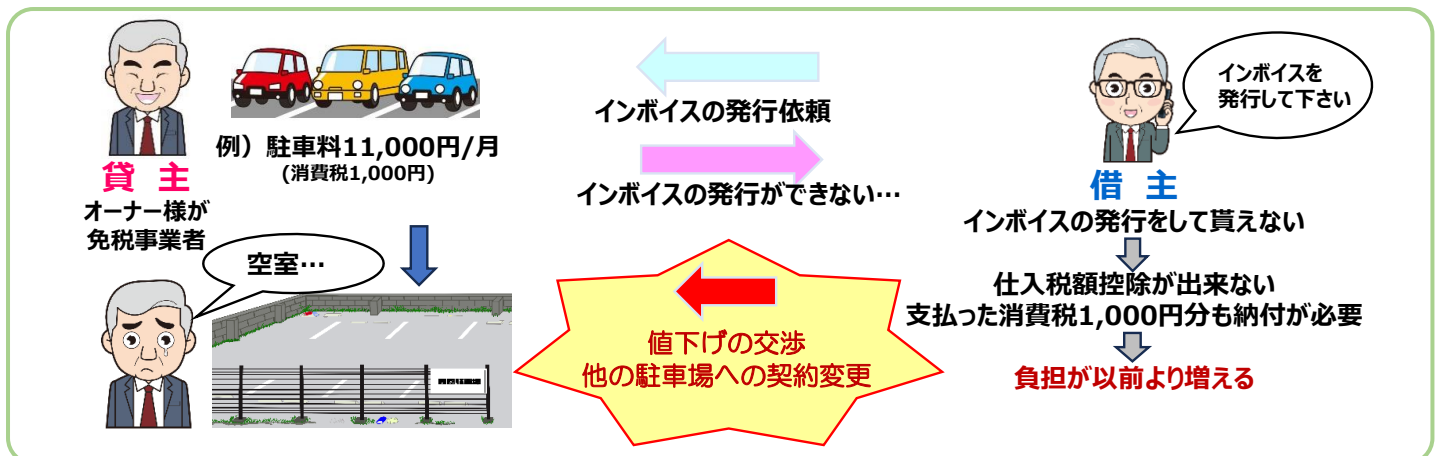 例）駐車料11,000円/月
(消費税1,000円)
貸 主
オーナー様が
免税事業者
空室…
インボイスの発行依頼
インボイスの発行ができない…
値下げの交渉
他の駐車場への契約変更
インボイスを
発行して下さい
借 主
インボイスの発行をして貰えない
仕入税額控除が出来ない
支払った消費税1,000円分も納付が必要
負担が以前より増える